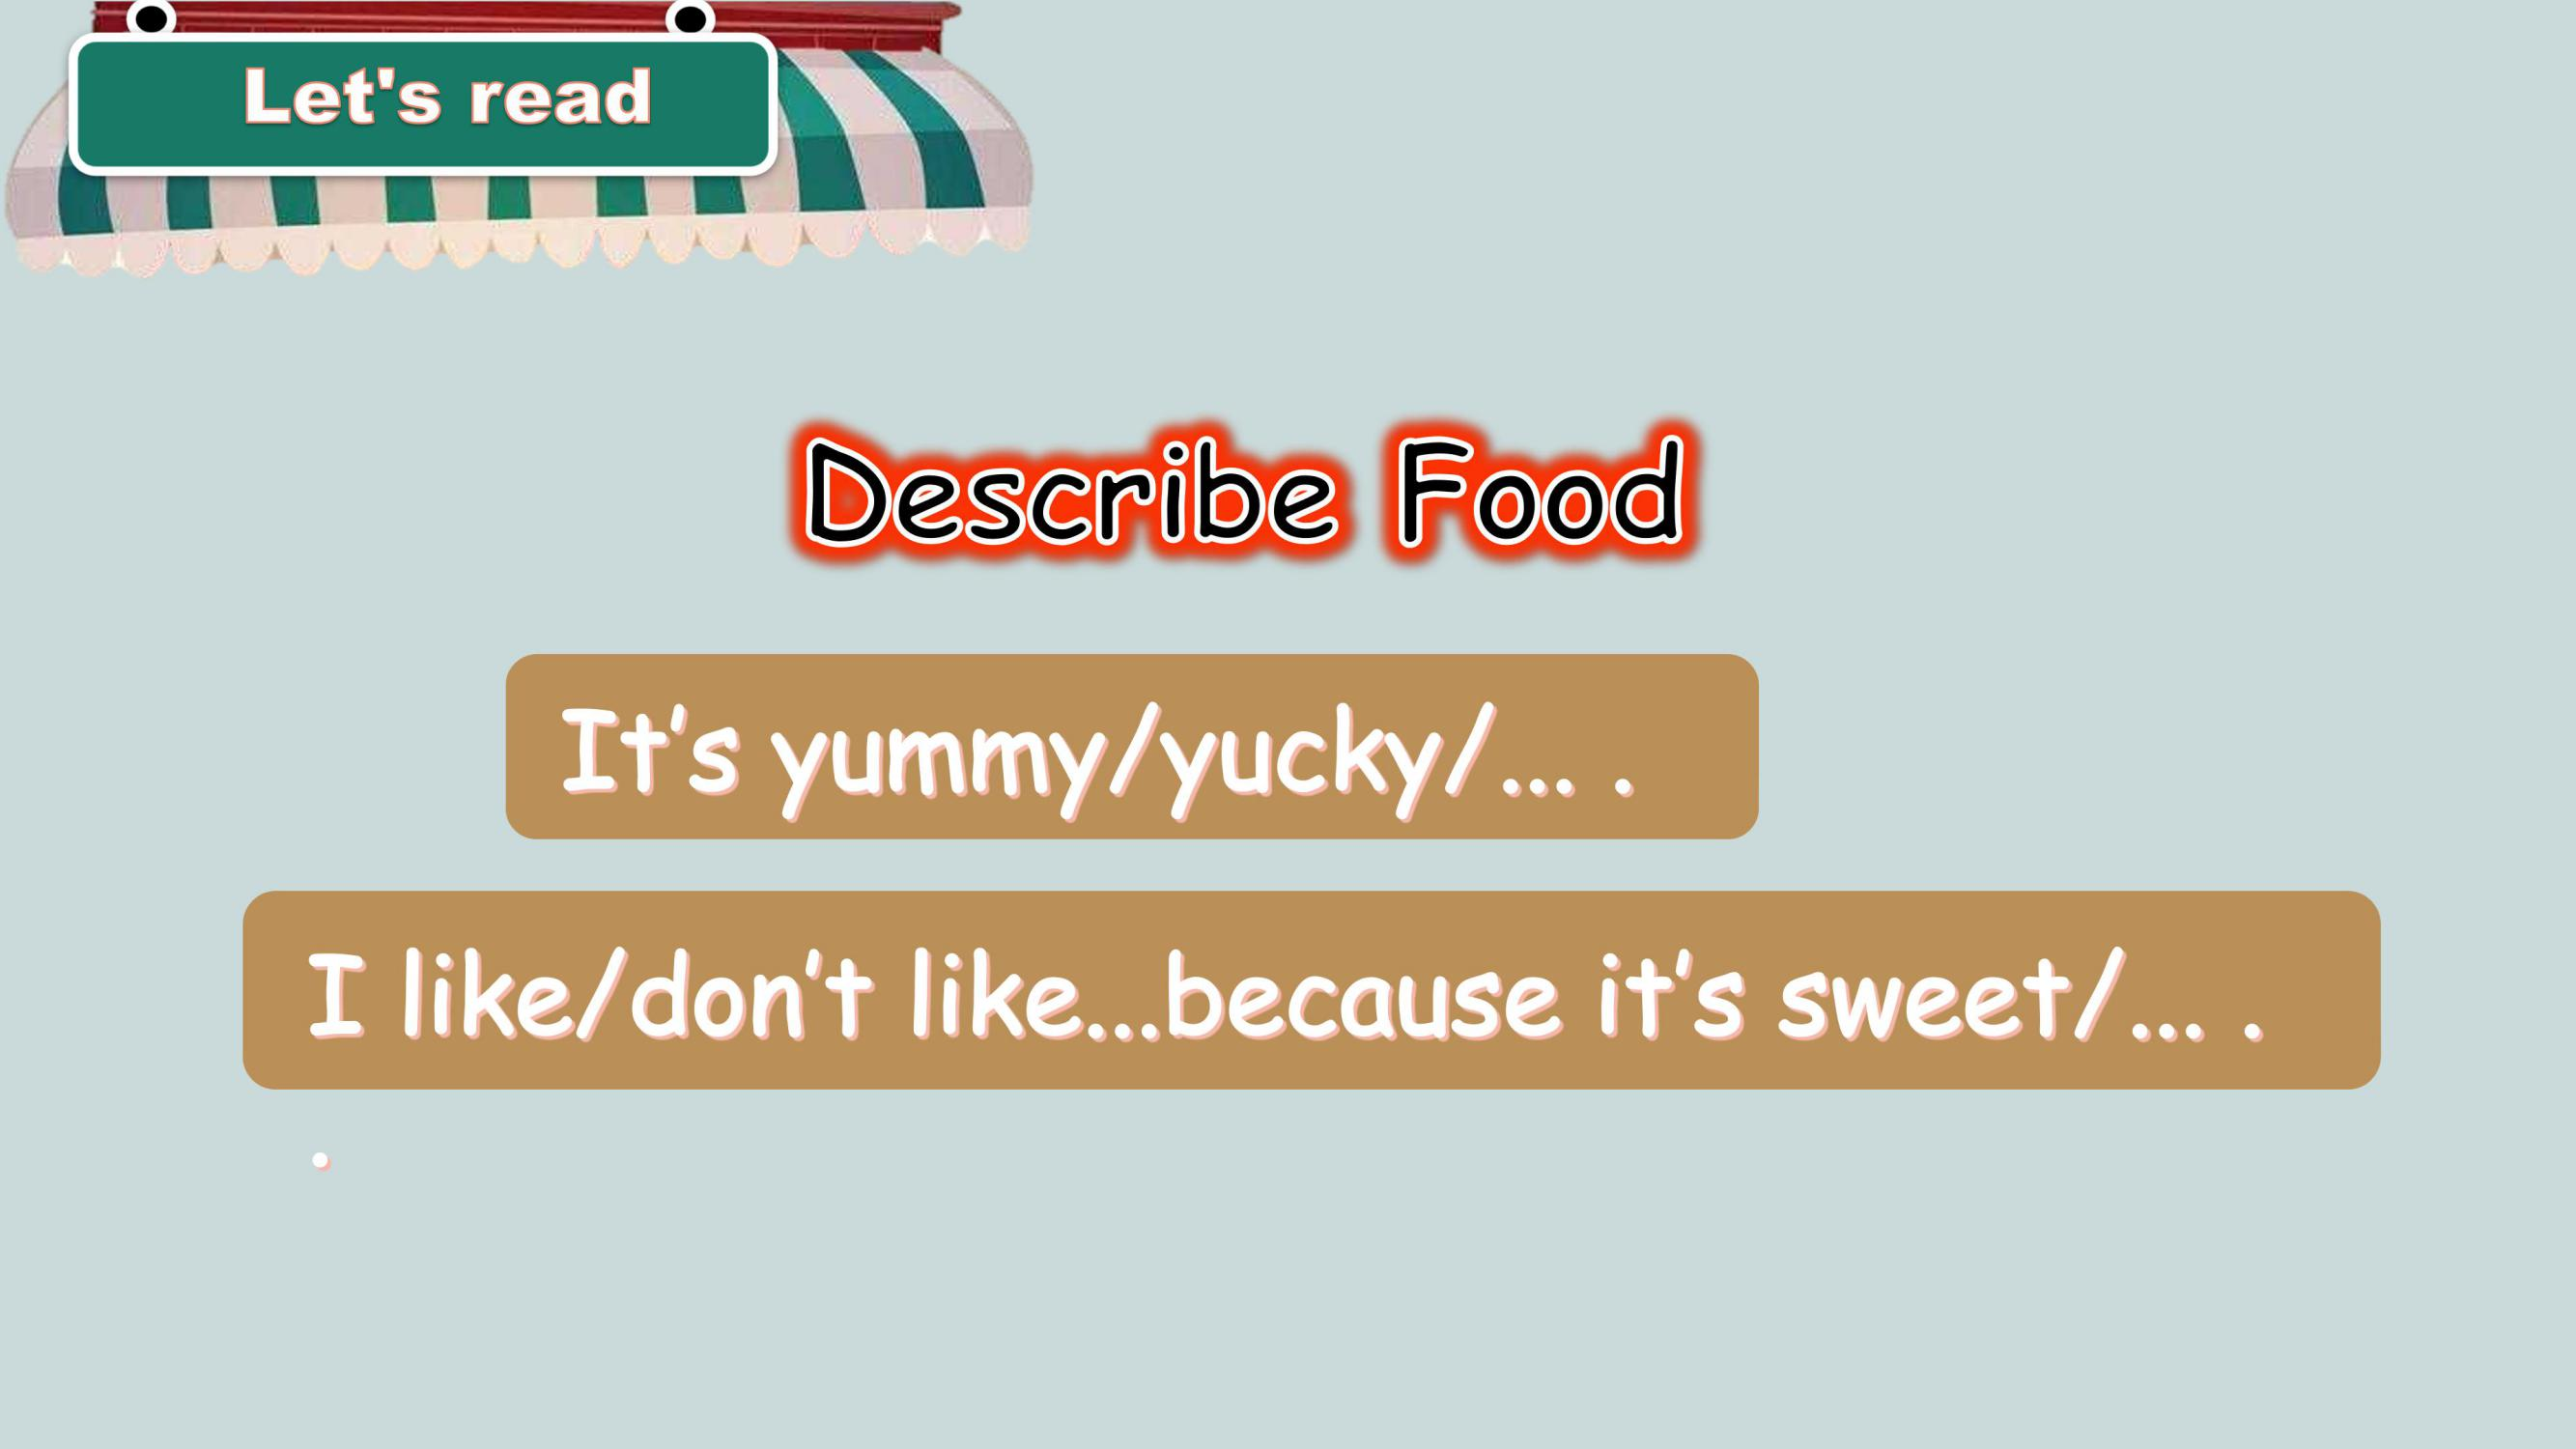 Let's read
Describe Food
It’s yummy/yucky/... .
I like/don’t like...because it’s sweet/... .
.